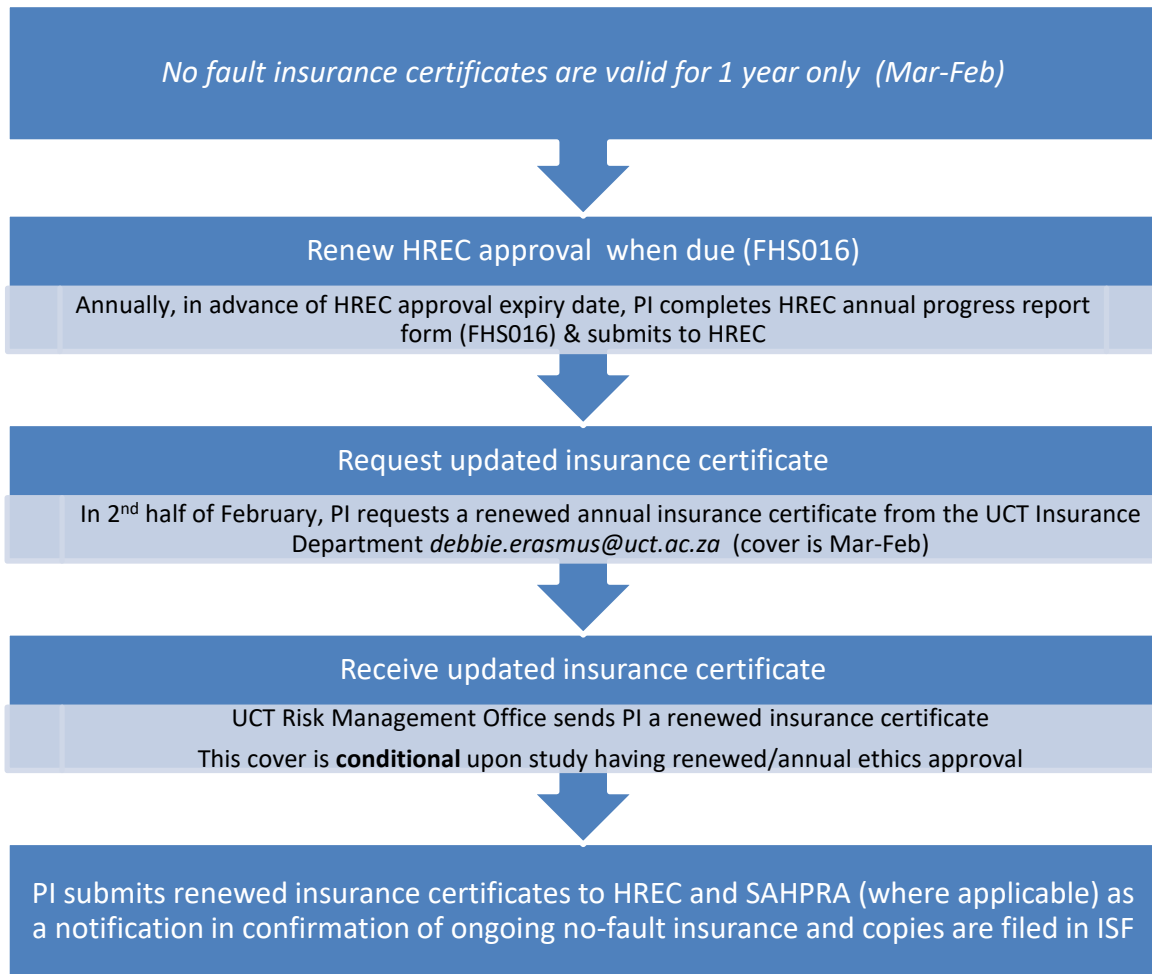 No fault insurance certificates are valid for 1 year only  (Mar-Feb)
Renew HREC approval  when due (FHS016)
Annually, in advance of HREC approval expiry date, PI completes HREC annual progress report
form (FHS016) & submits to HREC
Request updated insurance certificate
In 2nd half of February, PI requests a renewed annual insurance certificate from the UCT Insurance
Department debbie.erasmus@uct.ac.za  (cover is Mar-Feb)
Receive updated insurance certificate
UCT Risk Management Office sends PI a renewed insurance certificate
This cover is conditional upon study having renewed/annual ethics approval
PI submits renewed insurance certificates to HREC and SAHPRA (where applicable) as
a notification in confirmation of ongoing no-fault insurance and copies are filed in ISF